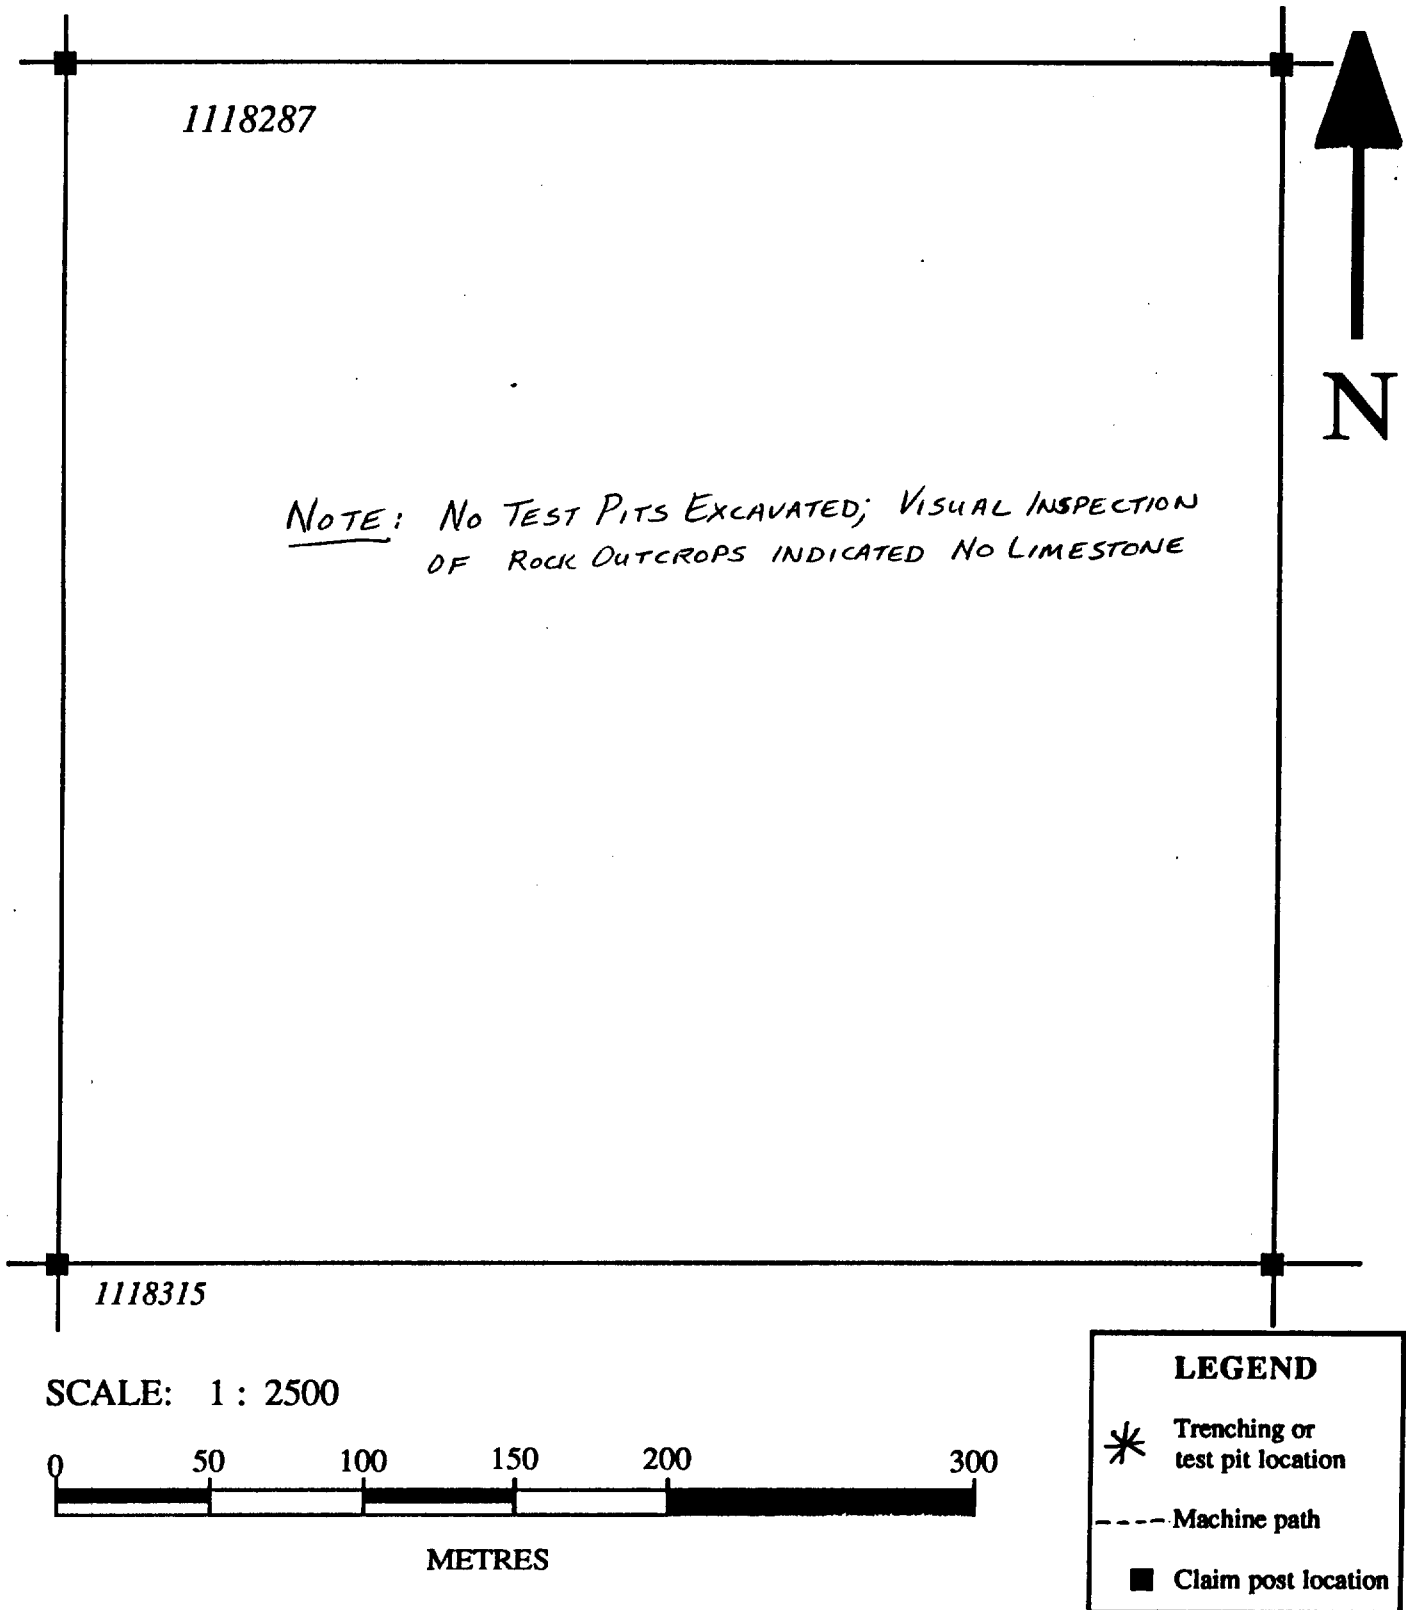 1118287
N
NOTE: NO TEST PITS EXCAVATED; VISUAL INSPECTION
OF ROCK OUTCROPS INDICATED NO LIMESTONE
1118315
SCALE: 1 : 2500
0 50 100 150 200 300
METRES
LEGEND
Trenching or
test pit location
Machine path
Claim post location